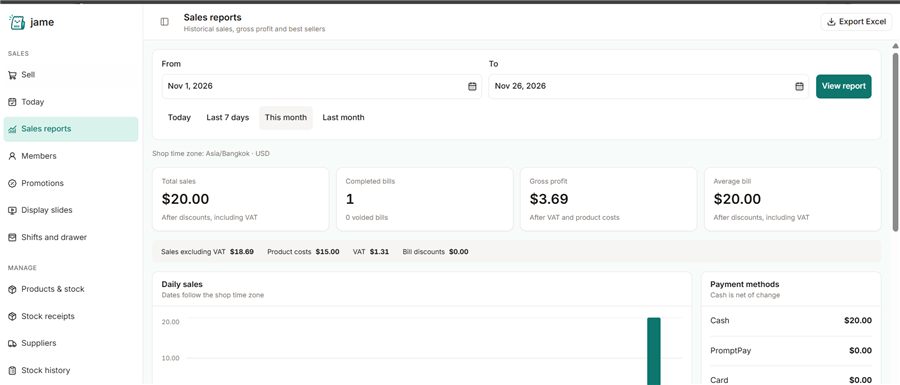 jame
Sales reports
Historical sales, gross profit and best sellers
Export Excel
SALES
Sell
Today
Sales reports
Members
Promotions
Display slides
Shifts and drawer
MANAGE
Products & stock
Stock receipts
Suppliers
Stock history
From
To
Nov 1, 2026
Nov 26, 2026
View report
Today
Last 7 days
This month
Last month
Shop time zone: Asia/Bangkok · USD
Total sales
$20.00
After discounts, including VAT
Completed bills
1
0 voided bills
Gross profit
$3.69
After VAT and product costs
Average bill
$20.00
After discounts, including VAT
Sales excluding VAT $18.69 Product costs $15.00 VAT $1.31 Bill discounts $0.00
Daily sales
Dates follow the shop time zone
20.00
10.00
Payment methods
Cash is net of change
Cash $20.00
PromptPay $0.00
Card $0.00